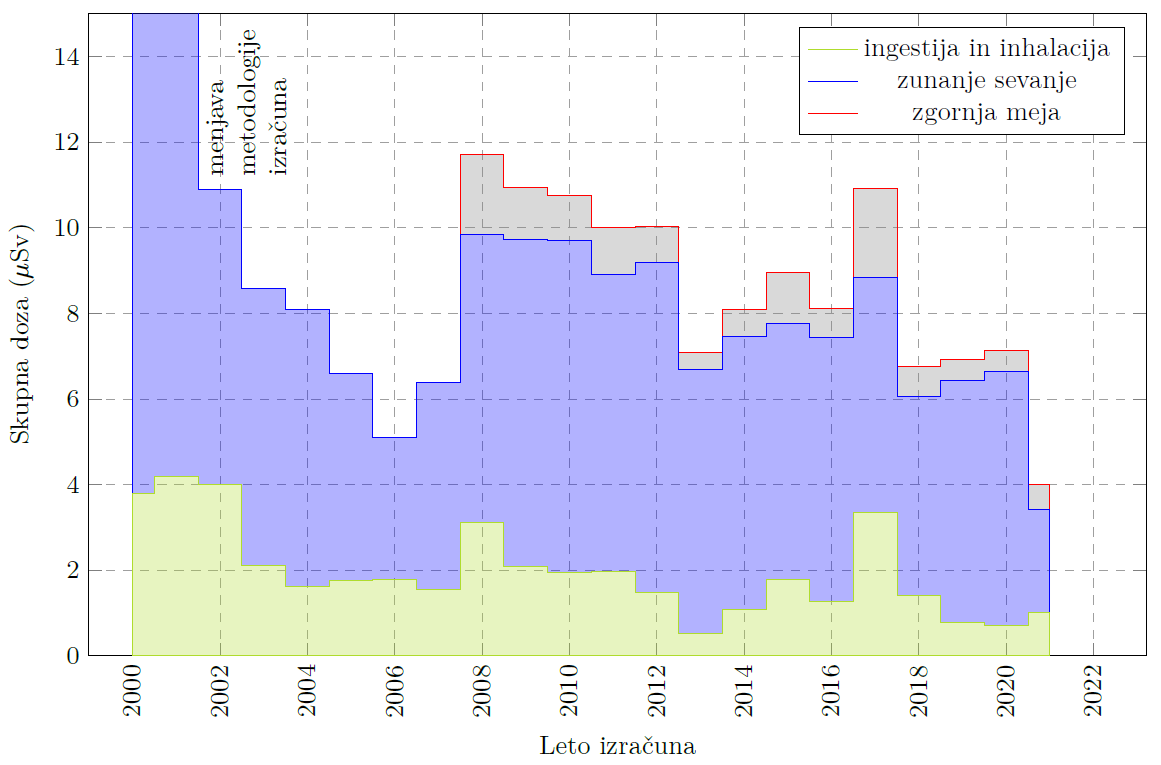 14
12
10
8
6
4
2
0
Skupna doza (μSv)
menjava
metodologije
izračuna
ingestija in inhalacija
zunanje sevanje
zgornja meja
2000
2002
2004
2006
2008
2010
2012
2014
2016
2018
2020
2022
Leto izračuna